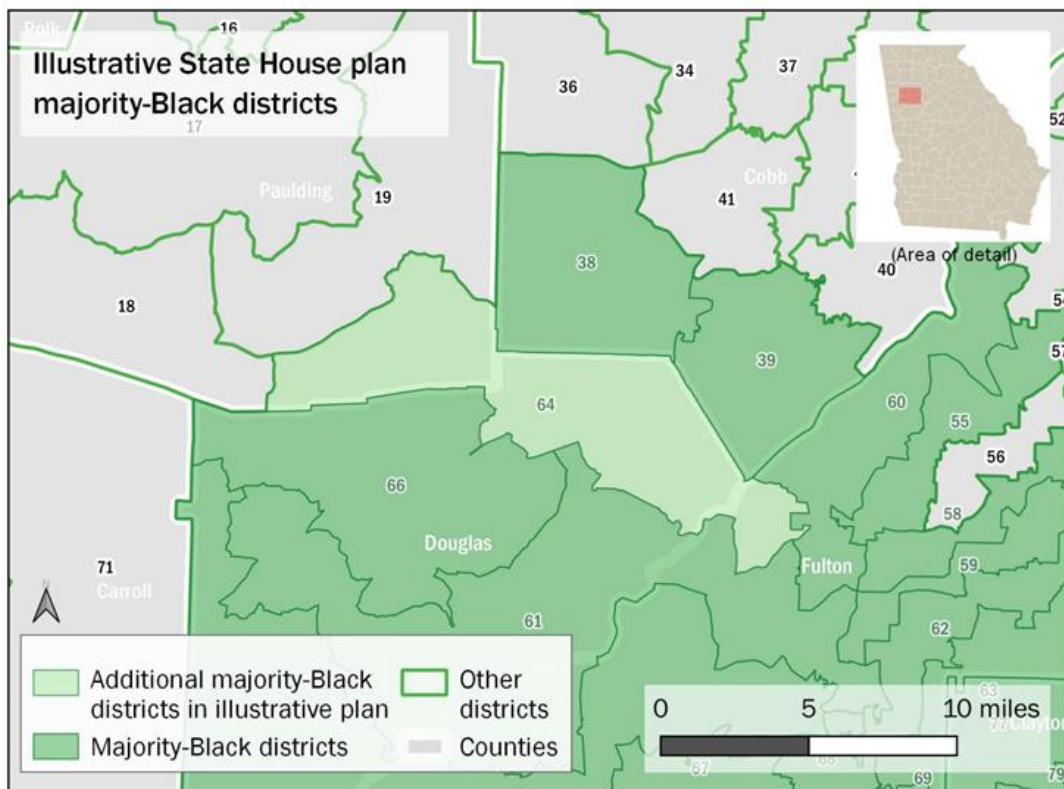 Polk
16
Illustrative State House plan
majority-Black districts
17
36
34
37
52
Paulding
19
Cobb
41
(Area of detail)
38
40
54
18
57
39
64
60
55
56
66
58
Douglas
71
Carroll
Fulton
59
N
61
62
Additional majority-Black
districts in illustrative plan
Majority-Black districts
Other
districts
Counties
0 5 10 miles
63
77
Clayton
67
68
69
79